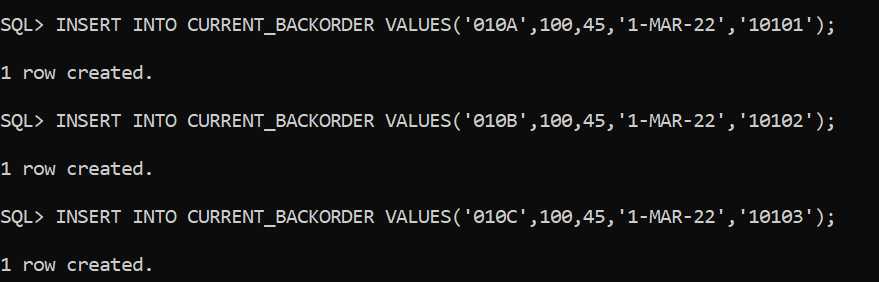 SQL> INSERT INTO CURRENT_BACKORDER VALUES('010A',100,45,'1-MAR-22','10101');
1 row created.
SQL> INSERT INTO CURRENT_BACKORDER VALUES('010B',100,45,'1-MAR-22','10102');
1 row created.
SQL> INSERT INTO CURRENT_BACKORDER VALUES('010C',100,45,'1-MAR-22','10103');
1 row created.